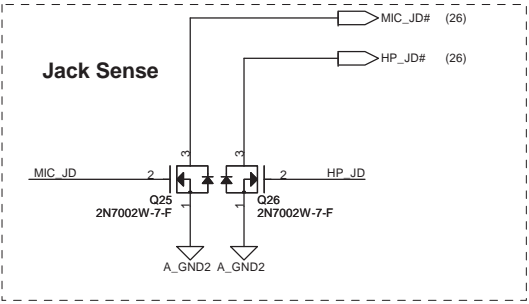 MIC_JD# (26)
HP_JD# (26)
Jack Sense
3 3
MIC_JD 2 2 HP_JD
Q25 Q26
2N7002W-7-F 2N7002W-7-F
1 1
A_GND2 A_GND2